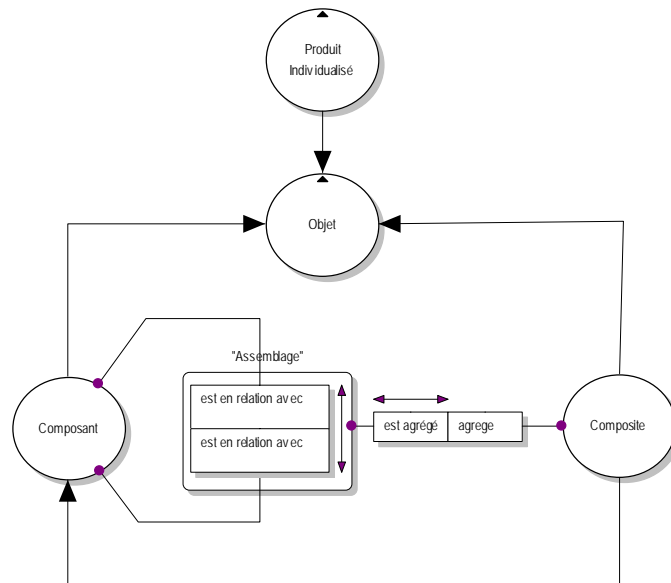 Produit
Individualisé
Objet
"Assemblage"
est en relation avec
est en relation avec
Composant
est agrégé
agrege
Composite